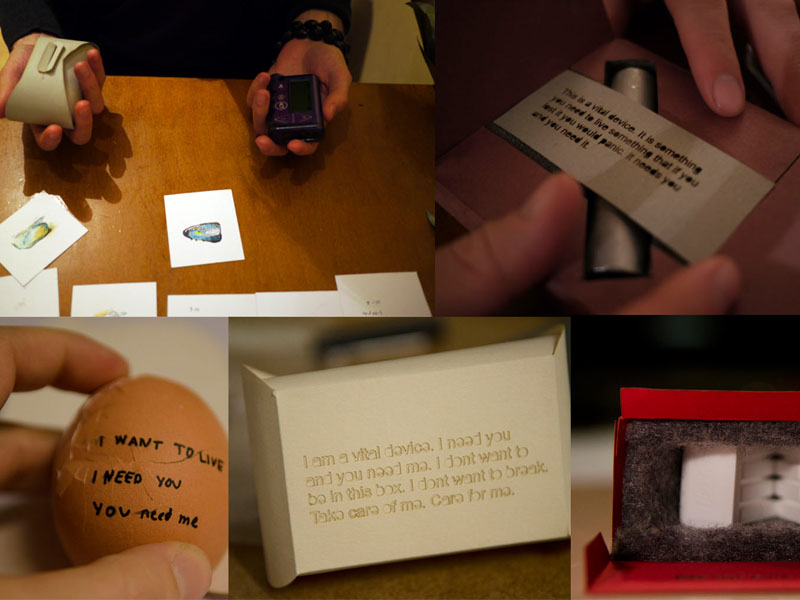 This is a vital device. It is something
you need to live something that if you
lost it you would panic. It needs you
and you need it.
I WANT TO LIVE
I NEED YOU
YOU need me
I am a vital device. I need you
and you need me. I dont want to
be in this box. I dont want to break.
Take care of me. Care for me.